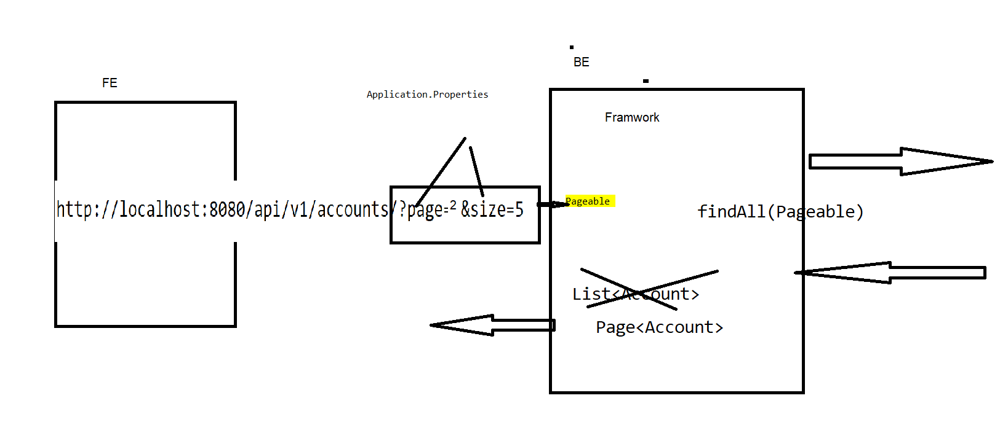 BE
FE
Application.Properties
Framwork
http://localhost:8080/api/v1/accounts/?page=2 &size=5
Pageable
findAll(Pageable)
List<Account>
Page<Account>